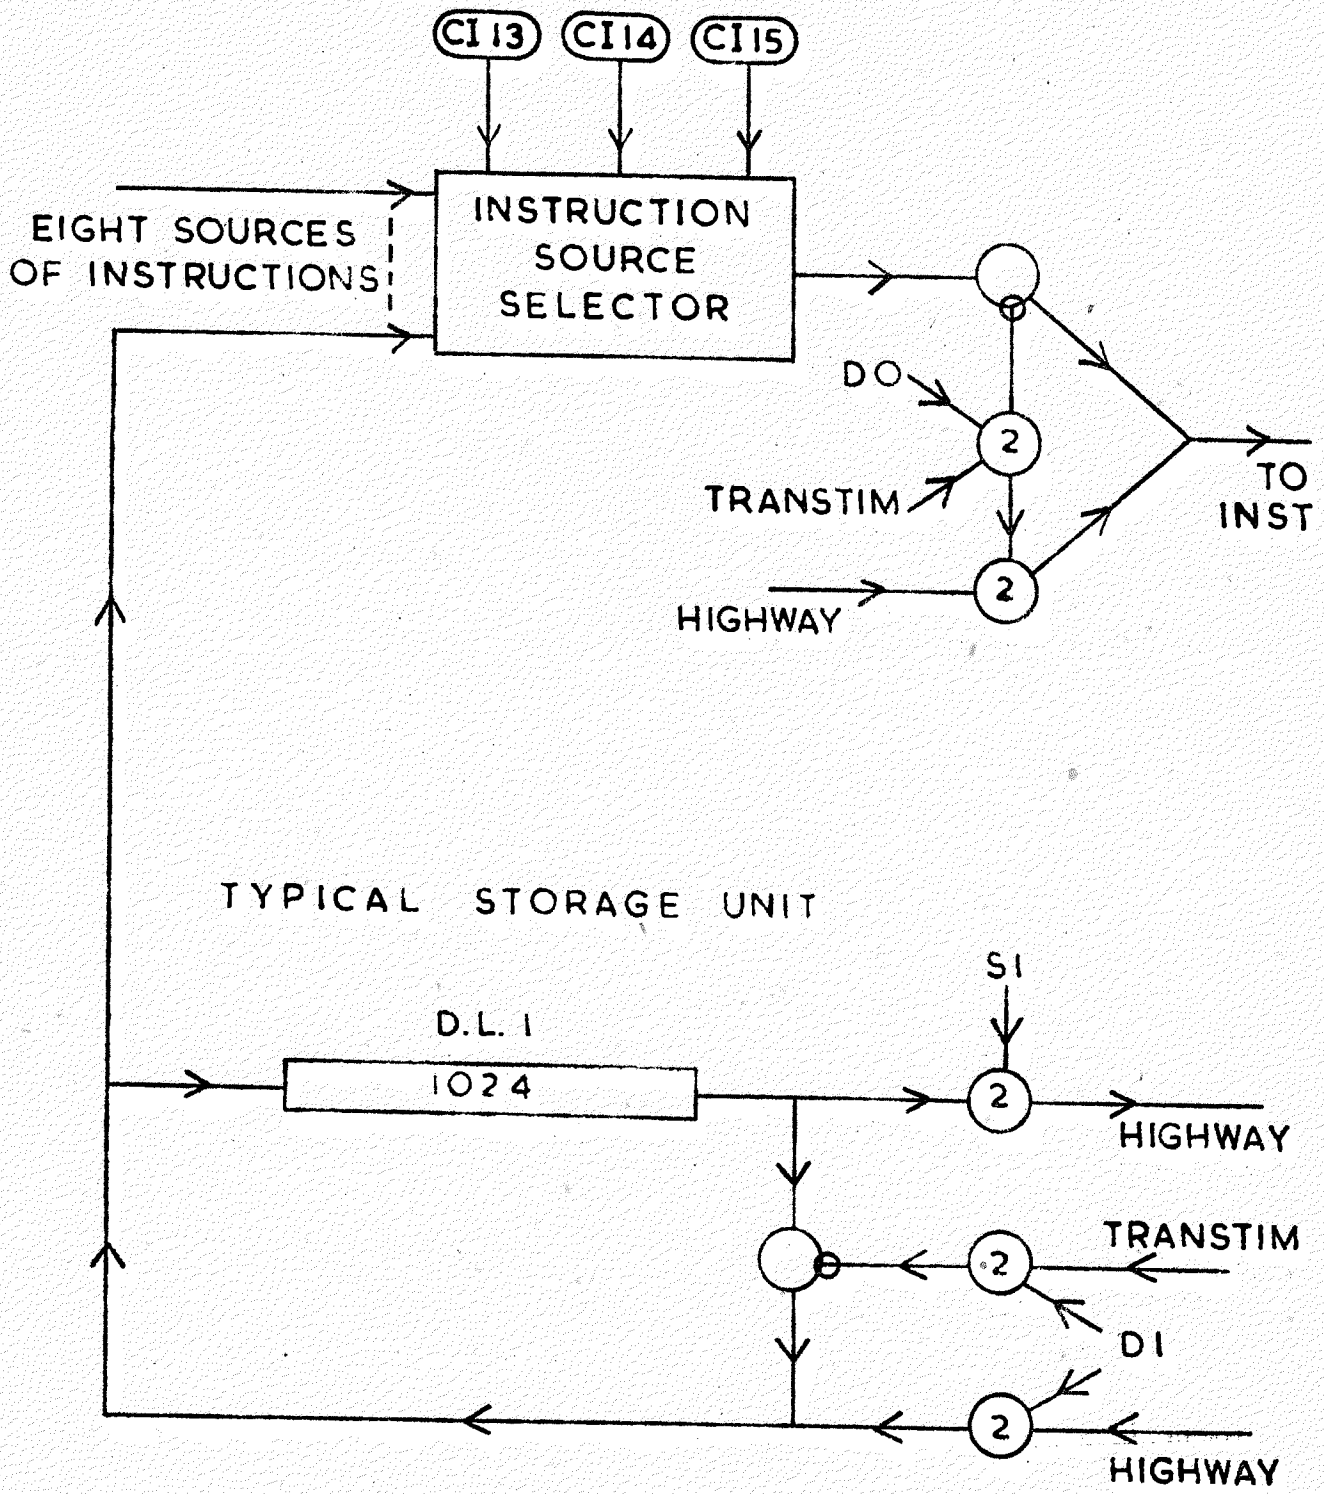 CI 13 CI 14 CI 15
EIGHT SOURCES
OF INSTRUCTIONS
INSTRUCTION
SOURCE
SELECTOR
DO
2
TRANSTIM
TO
INST
2
HIGHWAY
TYPICAL STORAGE UNIT
S1
D.L. 1
1024
2
HIGHWAY
TRANSTIM
2
D1
2
HIGHWAY